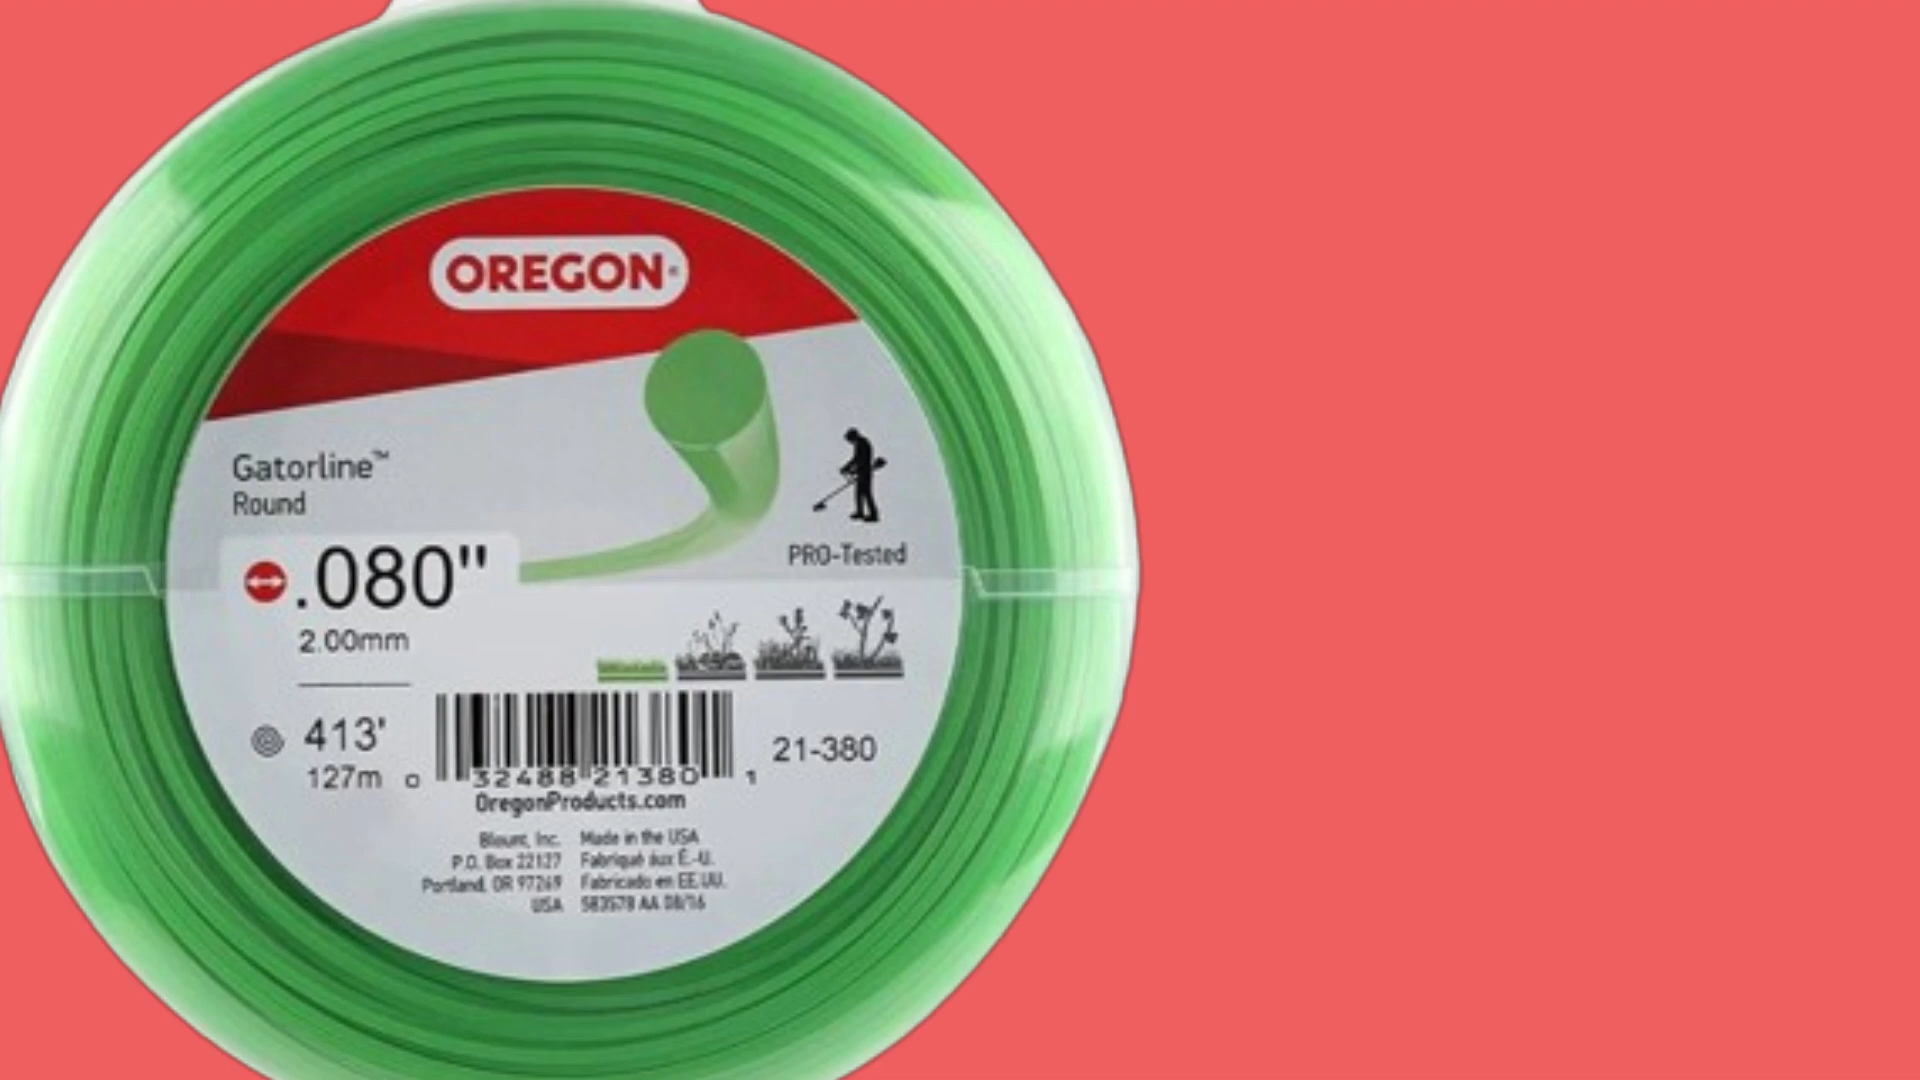 OREGON®
Gatorline™
Round
.080"
2.00mm
PRO-Tested
413'
127m
21-380
0 32488 21380 1
OregonProducts.com
Blount, Inc.
P.O. Box 22127
Portland, OR 97269
USA
Made in the USA
Fabriqué aux É.-U.
Fabricado en EE.UU.
583578 AA 08/16